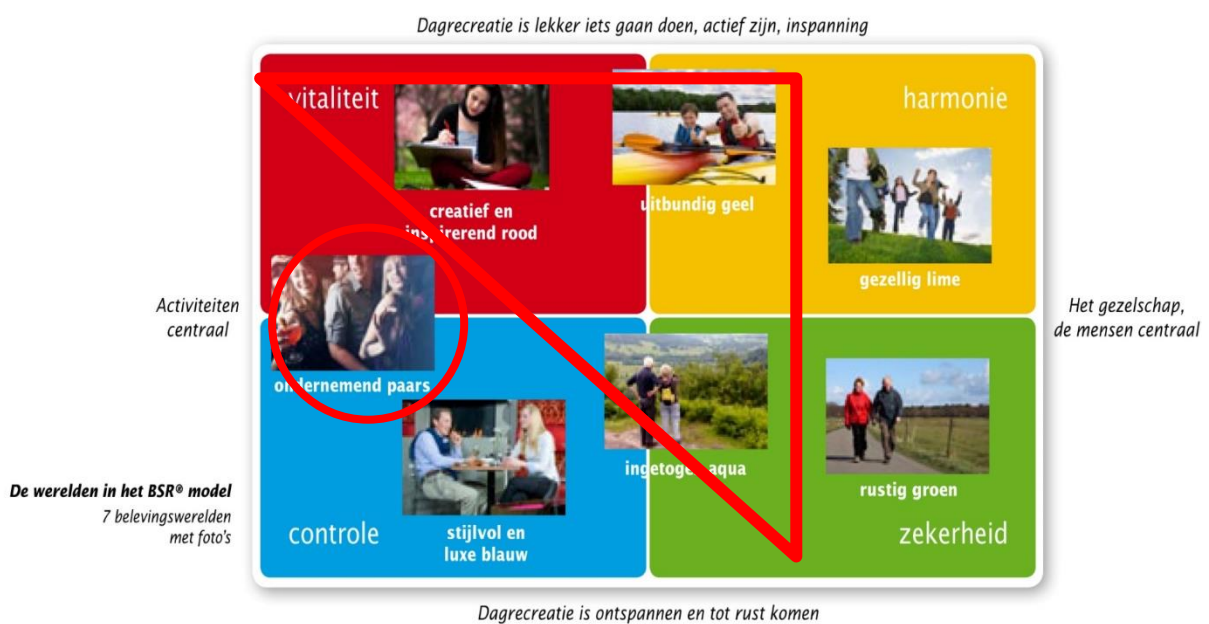 Dagrecreatie is lekker iets gaan doen, actief zijn, inspanning
vitaliteit
harmonie
creatief en
inspirerend rood
uitbundig geel
gezellig lime
Activiteiten
centraal
Het gezelschap,
de mensen centraal
ondernemend paars
ingetogen aqua
rustig groen
De werelden in het BSR® model
7 belevingswerelden
met foto's
controle
stijlvol en
luxe blauw
zekerheid
Dagrecreatie is ontspannen en tot rust komen